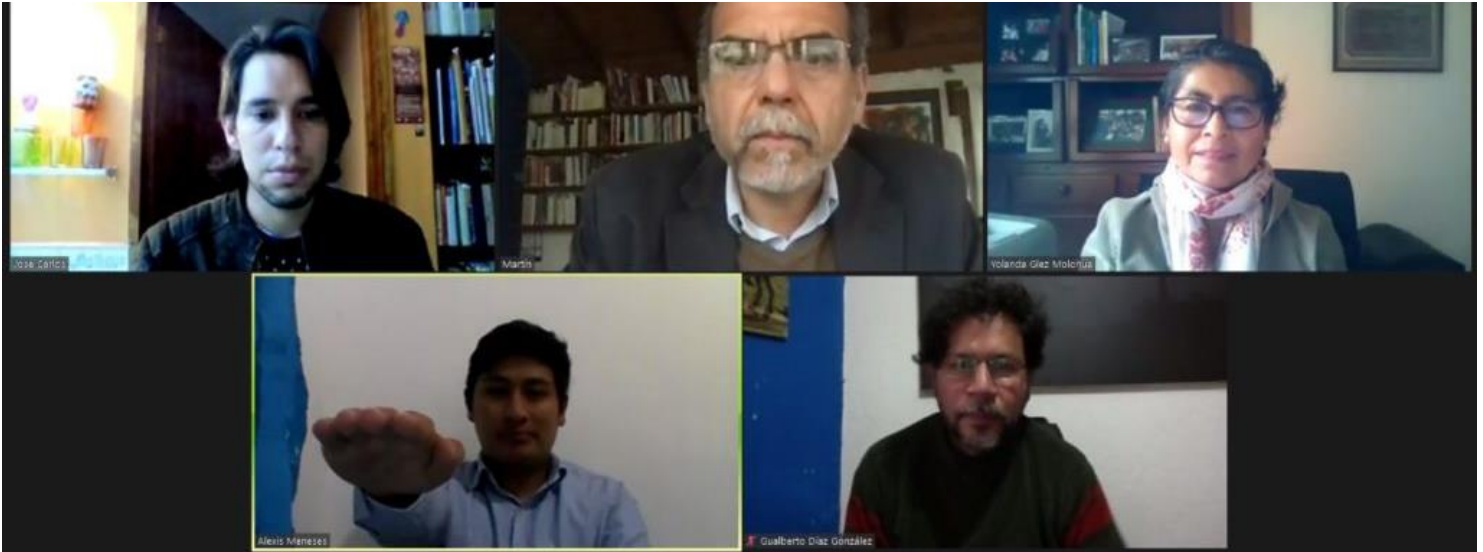 Jose Carlos
Martin
Yolanda Glez Molohua
Alexis Meneses
Gualberto Díaz González